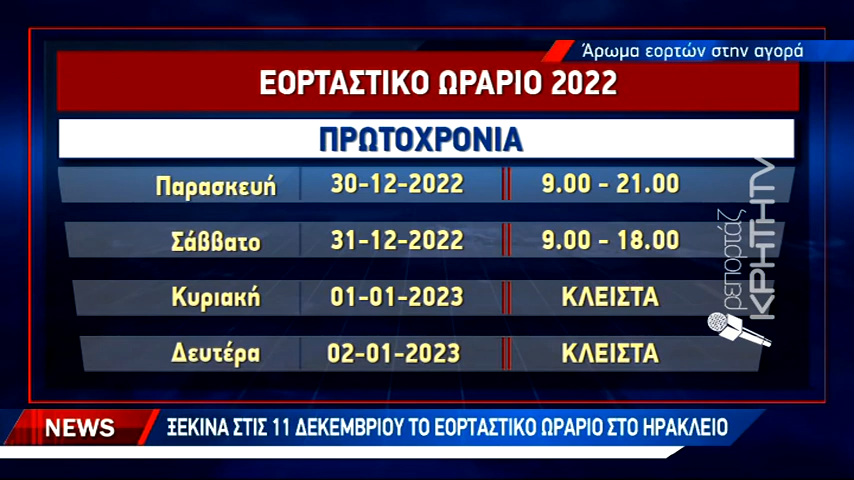 Άρωμα εορτών στην αγορά
ΕΟΡΤΑΣΤΙΚΟ ΩΡΑΡΙΟ 2022
ΠΡΩΤΟΧΡΟΝΙΑ
Παρασκευή 30-12-2022 9.00 - 21.00
Σάββατο 31-12-2022 9.00 - 18.00
Κυριακή 01-01-2023 ΚΛΕΙΣΤΑ
Δευτέρα 02-01-2023 ΚΛΕΙΣΤΑ
ρεπορτάζ
ΚΡΗΤΗTV
NEWS ΞΕΚΙΝΑ ΣΤΙΣ 11 ΔΕΚΕΜΒΡΙΟΥ ΤΟ ΕΟΡΤΑΣΤΙΚΟ ΩΡΑΡΙΟ ΣΤΟ ΗΡΑΚΛΕΙΟ